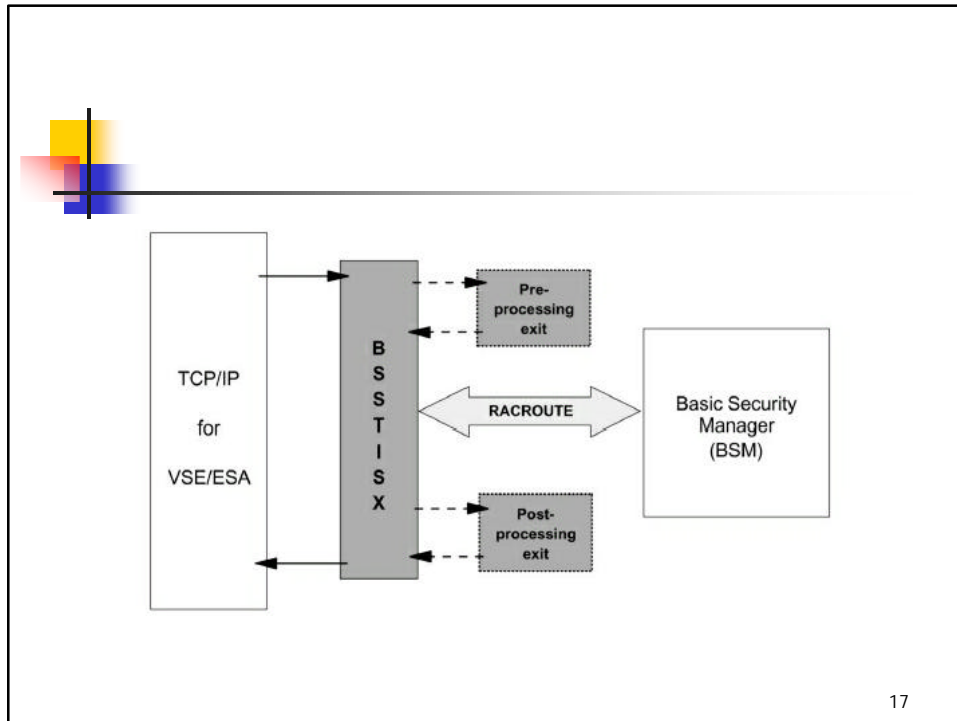 TCP/IP
for
VSE/ESA
B
S
S
T
I
S
X
Pre-
processing
exit
RACROUTE
Post-
processing
exit
Basic Security
Manager
(BSM)
17